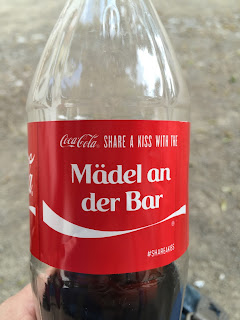 Coca-Cola® SHARE A KISS WITH THE
Mädel an
der Bar
®
#SHAREAKISS